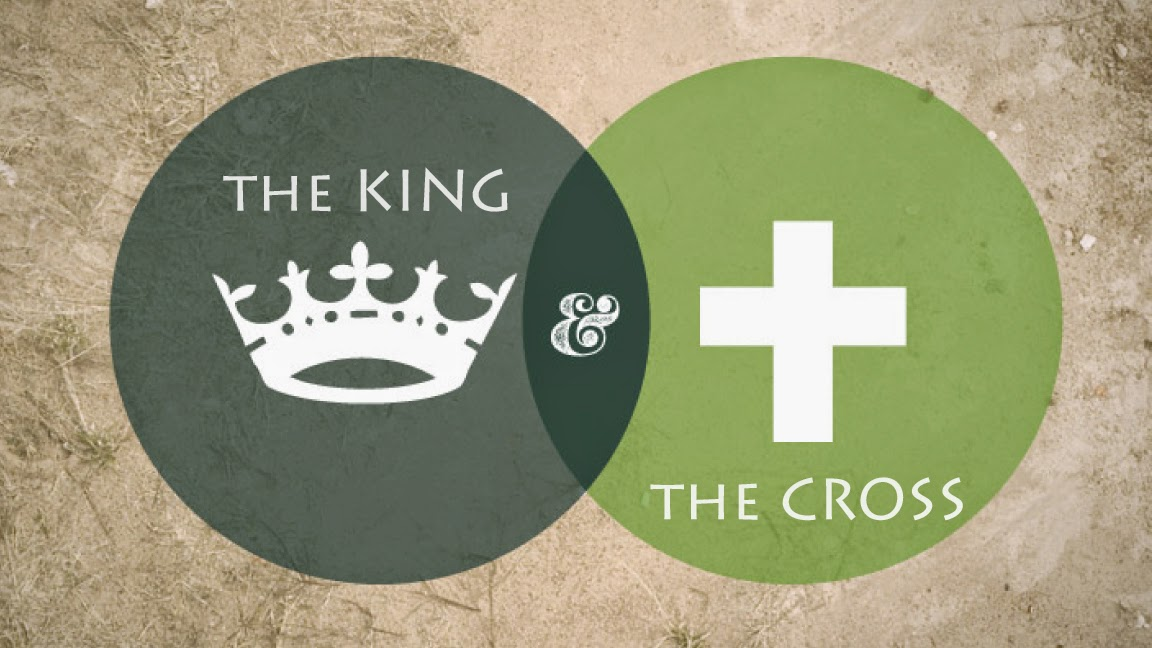 THE KING
&
THE CROSS